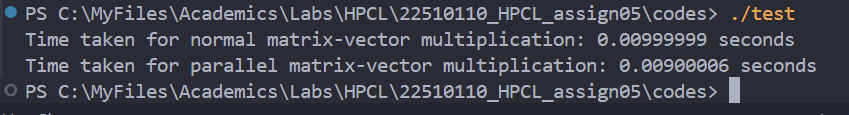 PS C:\MyFiles\Academics\Labs\HPCL\22510110_HPCL_assign05\codes> ./test
Time taken for normal matrix-vector multiplication: 0.00999999 seconds
Time taken for parallel matrix-vector multiplication: 0.00900006 seconds
PS C:\MyFiles\Academics\Labs\HPCL\22510110_HPCL_assign05\codes>